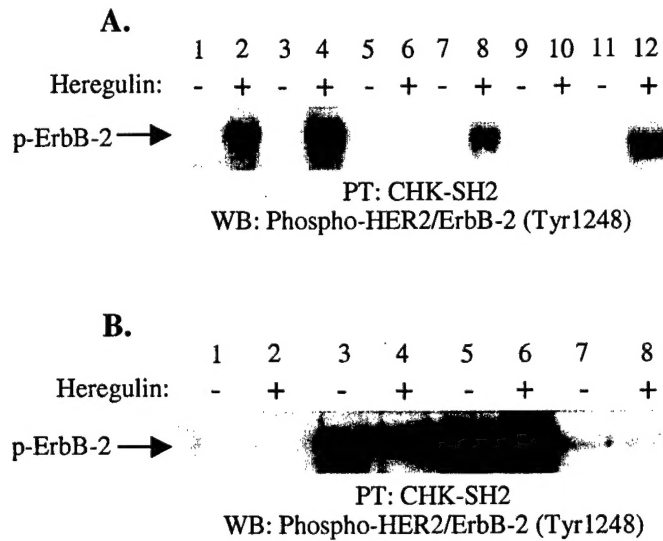 A.
1 2 3 4 5 6 7 8 9 10 11 12
Heregulin: - + - + - + - + - + - +
p-ErbB-2
PT: CHK-SH2
WB: Phospho-HER2/ErbB-2 (Tyr1248)
B.
1 2 3 4 5 6 7 8
Heregulin: - + - + - + - +
p-ErbB-2
PT: CHK-SH2
WB: Phospho-HER2/ErbB-2 (Tyr1248)